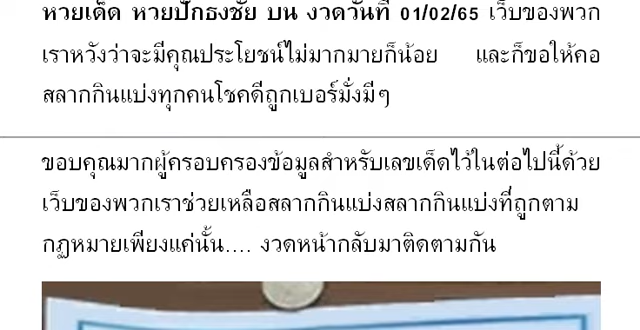 หวยเด็ด หวยปักธงชัย บน งวดวันที่ 01/02/65 เว็บของพวก
เราหวังว่าจะมีคุณประโยชน์ไม่มากมายก็น้อย และก็ขอให้คอ
สลากกินแบ่งทุกคนโชคดีถูกเบอร์มั่งมีๆ
ขอบคุณมากผู้ครอบครองข้อมูลสำหรับเลขเด็ดไว้ในต่อไปนี้ด้วย
เว็บของพวกเราช่วยเหลือสลากกินแบ่งสลากกินแบ่งที่ถูกตาม
กฎหมายเพียงแค่นั้น.... งวดหน้ากลับมาติดตามกัน